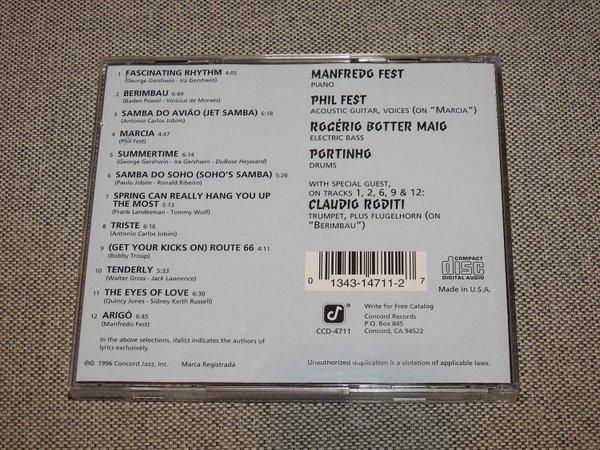 1 FASCINATING RHYTHM 4:05
(George Gershwin - Ira Gershwin)
2 BERIMBAU 6:49
(Baden Powel - Vinicius de Moraes)
3 SAMBA DO AVIÃO (JET SAMBA) 6:18
(Antonio Carlos Jobim)
4 MARCIA 4:47
(Phil Fest)
5 SUMMERTIME 6:14
(George Gershwin - Ira Gershwin - DuBose Heyward)
6 SAMBA DO SOHO (SOHO'S SAMBA) 5:26
(Paulo Jobim - Ronald Ribeiro)
7 SPRING CAN REALLY HANG YOU UP
THE MOST 5:13
(Frank Landesman - Tommy Wolf)
8 TRISTE 6:16
(Antonio Carlos Jobim)
9 (GET YOUR KICKS ON) ROUTE 66 4:11
(Bobby Troup)
10 TENDERLY 5:33
(Walter Gross - Jack Lawrence)
11 THE EYES OF LOVE 5:30
(Quincy Jones - Sidney Keith Russell)
12 ARIGÓ 6:45
(Manfredo Fest)
In the above selections, italics indicates the authors of
lyrics exclusively.
℗© 1996 Concord Jazz, Inc. Marca Registrada
MANFREDO FEST
PIANO
PHIL FEST
ACOUSTIC GUITAR, VOICES (ON "MARCIA")
ROGÉRIO BOTTER MAIO
ELECTRIC BASS
PORTINHO
DRUMS
WITH SPECIAL GUEST,
ON TRACKS 1, 2, 6, 9 & 12:
CLAUDIO RODITI
TRUMPET, PLUS FLUGELHORN (ON
"BERIMBAU")
0 13431-4711-2 7
COMPACT
disc
DIGITAL AUDIO
Made in U.S.A.
CCD-4711
Write for Free Catalog
Concord Records
P.O. Box 845
Concord, CA 94522
Unauthorized duplication is a violation of applicable laws.